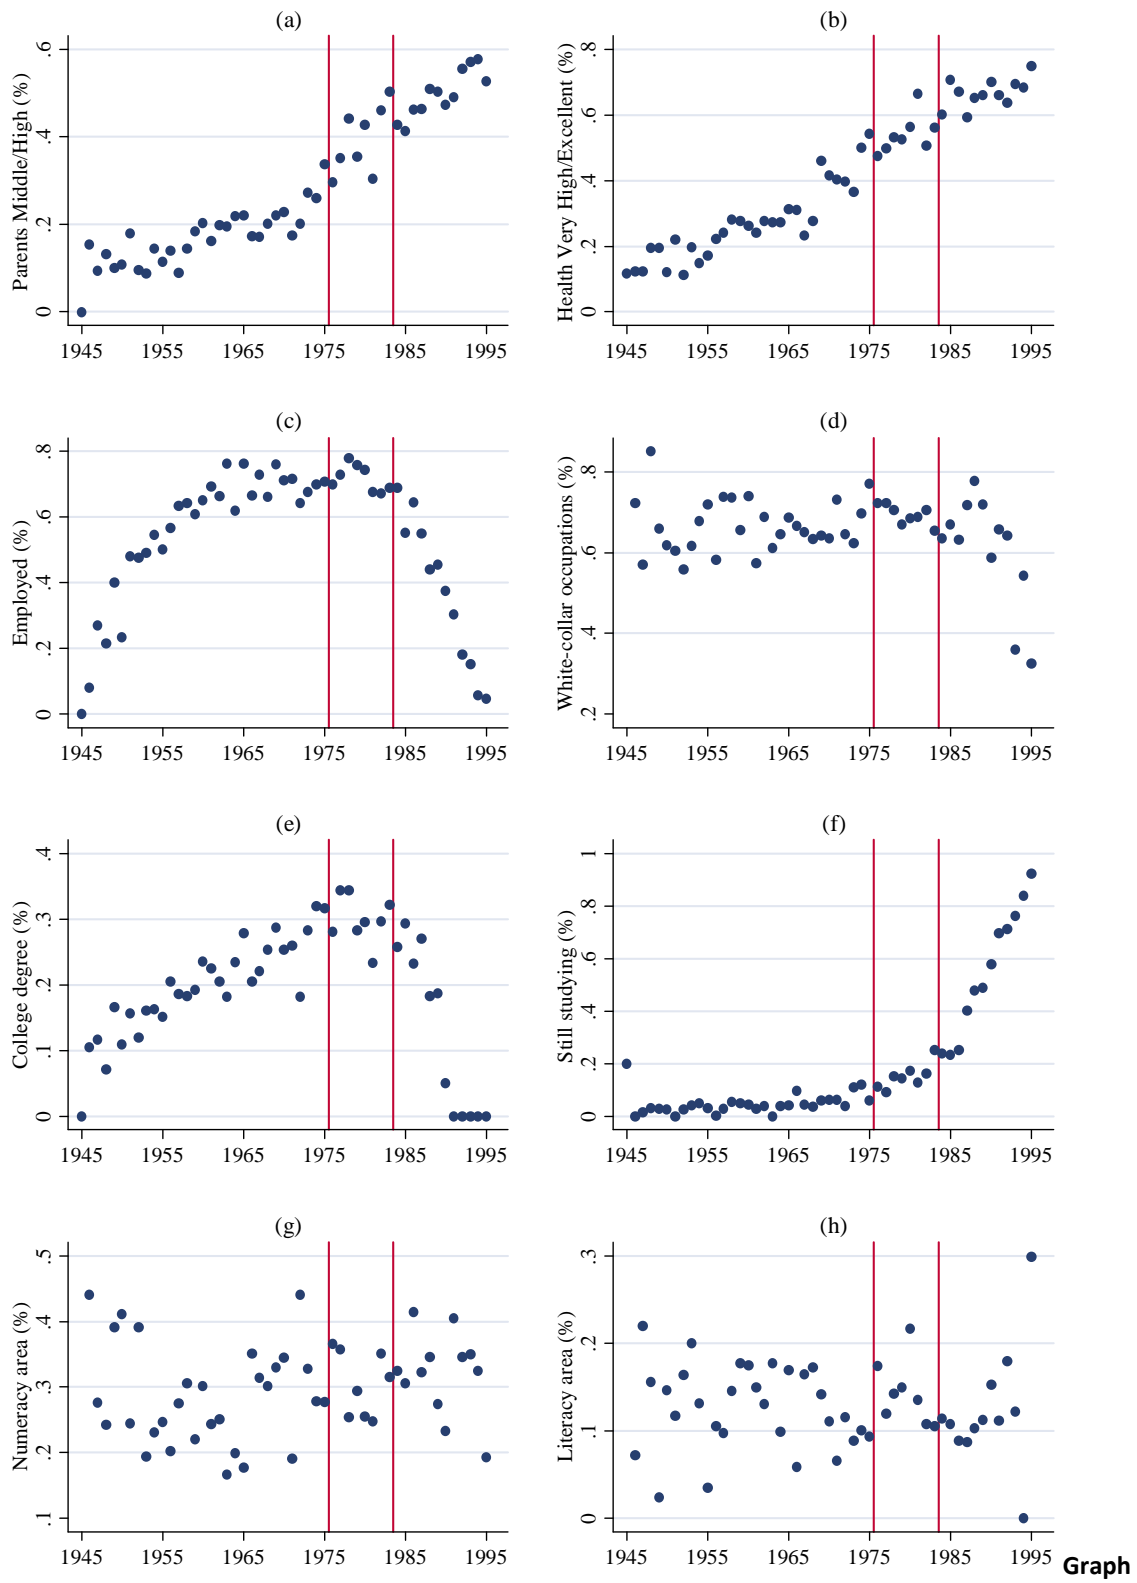 (a)
Parents Middle/High (%)
.6
.4
.2
0
1945 1955 1965 1975 1985 1995
(b)
Health Very High/Excellent (%)
.8
.6
.4
.2
0
1945 1955 1965 1975 1985 1995
(c)
Employed (%)
.8
.6
.4
.2
0
1945 1955 1965 1975 1985 1995
(d)
White-collar occupations (%)
.8
.6
.4
.2
1945 1955 1965 1975 1985 1995
(e)
College degree (%)
.4
.3
.2
.1
0
1945 1955 1965 1975 1985 1995
(f)
Still studying (%)
1
.8
.6
.4
.2
0
1945 1955 1965 1975 1985 1995
(g)
Numeracy area (%)
.5
.4
.3
.2
.1
1945 1955 1965 1975 1985 1995
(h)
Literacy area (%)
.3
.2
.1
0
1945 1955 1965 1975 1985 1995
Graph